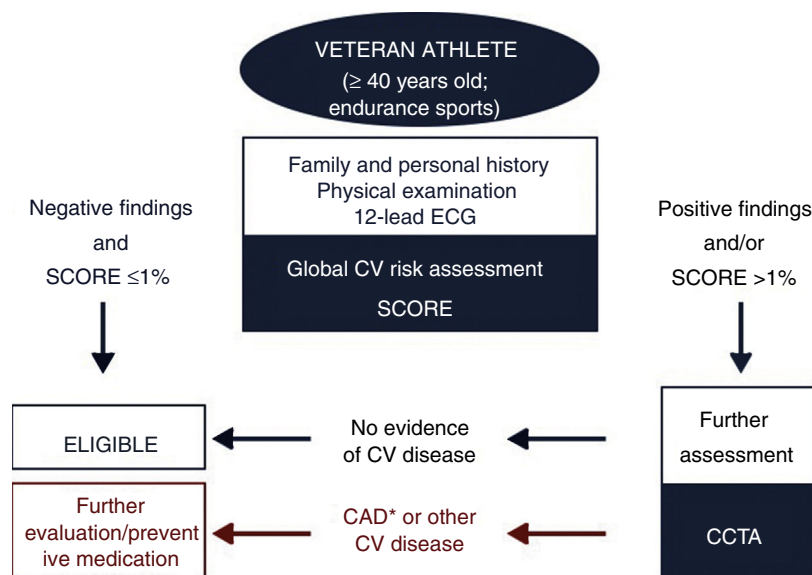 VETERAN ATHLETE
(≥ 40 years old;
endurance sports)
Family and personal history
Physical examination
12-lead ECG
Global CV risk assessment
SCORE
Negative findings
and
SCORE ≤1%
Positive findings
and/or
SCORE >1%
ELIGIBLE
No evidence
of CV disease
Further
assessment
Further
evaluation/prevent
ive medication
CAD* or other
CV disease
CCTA